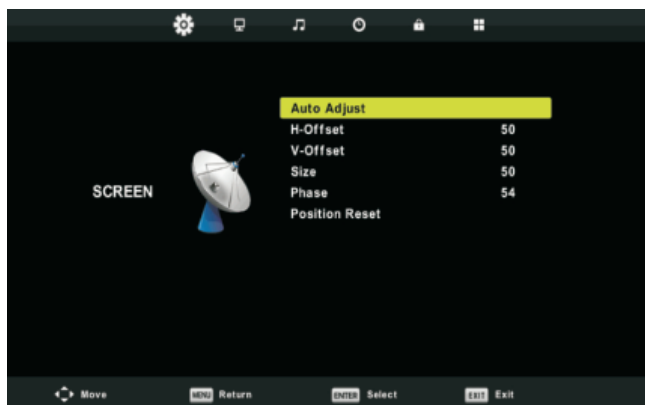 Auto Adjust
H-Offset 50
V-Offset 50
Size 50
SCREEN
Phase 54
Position Reset
Move MENU Return ENTER Select EXIT Exit